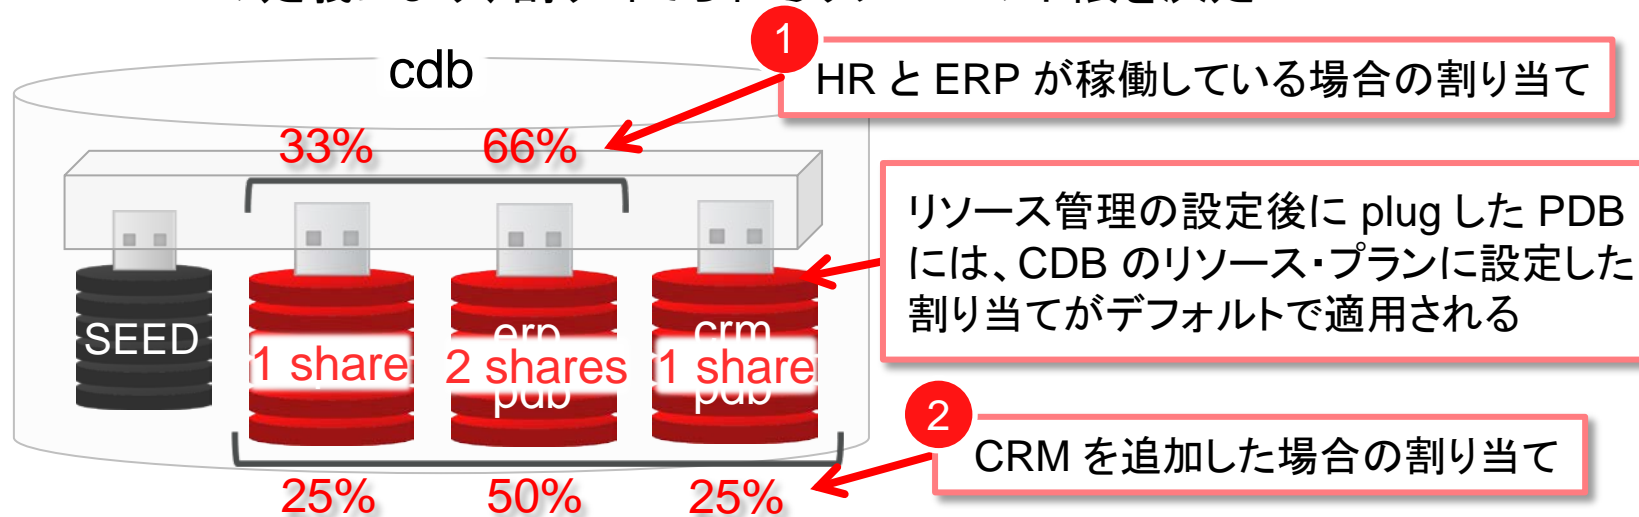 1
cdb
HR と ERP が稼働している場合の割り当て
33% 66%
リソース管理の設定後に plug した PDB
には、CDB のリソース・プランに設定した
割り当てがデフォルトで適用される
SEED
erp
crm
1 share
2 shares
1 share
pdb
pdb
2
CRM を追加した場合の割り当て
25% 50% 25%